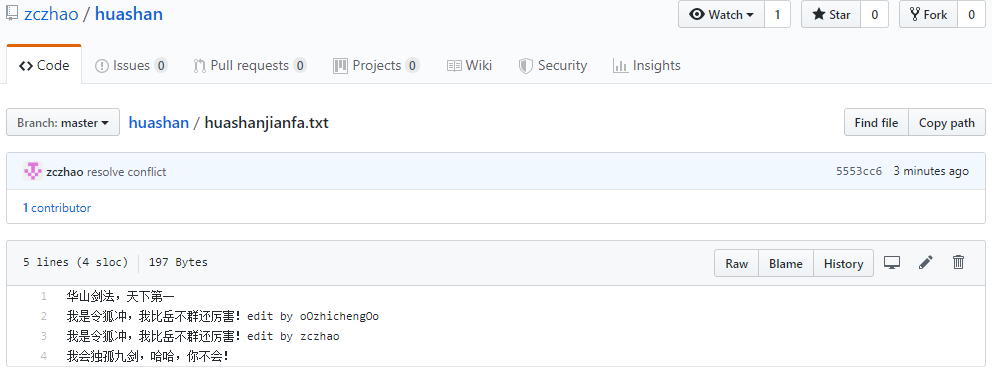 zczhao / huashan
Watch 1 Star 0 Fork 0
Code Issues 0 Pull requests 0 Projects 0 Wiki Security Insights
Branch: master huashan / huashanjianfa.txt Find file Copy path
zczhao resolve conflict 5553cc6 3 minutes ago
1 contributor
5 lines (4 sloc) 197 Bytes Raw Blame History
1 华山剑法，天下第一
2 我是令狐冲，我比岳不群还厉害！edit by oOzhichengOo
3 我是令狐冲，我比岳不群还厉害！edit by zczhao
4 我会独孤九剑，哈哈，你不会！